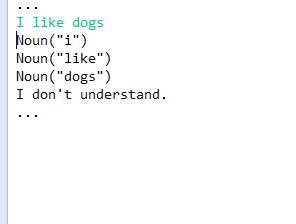 ...
I like dogs
Noun("i")
Noun("like")
Noun("dogs")
I don't understand.
...